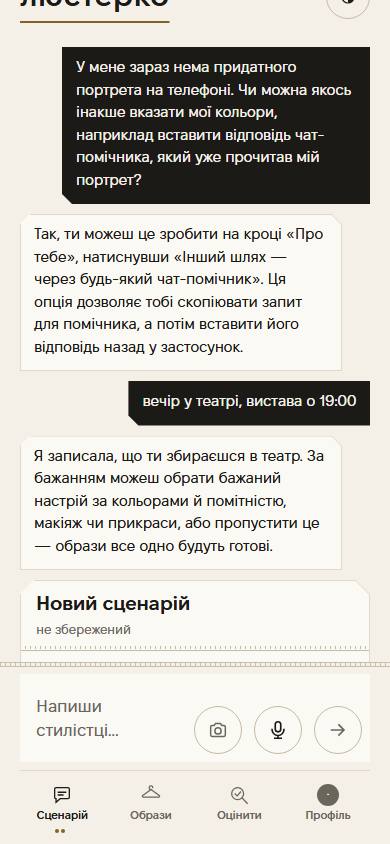 люстерко
У мене зараз нема придатного
портрета на телефоні. Чи можна якось
інакше вказати мої кольори,
наприклад вставити відповідь чат-
помічника, який уже прочитав мій
портрет?
Так, ти можеш це зробити на кроці «Про
тебе», натиснувши «Інший шлях —
через будь-який чат-помічник». Ця
опція дозволяє тобі скопіювати запит
для помічника, а потім вставити його
відповідь назад у застосунок.
вечір у театрі, вистава о 19:00
Я записала, що ти збираєшся в театр. За
бажанням можеш обрати бажаний
настрій за кольорами й помітністю,
макіяж чи прикраси, або пропустити це
— образи все одно будуть готові.
Новий сценарій
не збережений
Напиши
стилістці...
Сценарій
Образи
Оцінити
Профіль